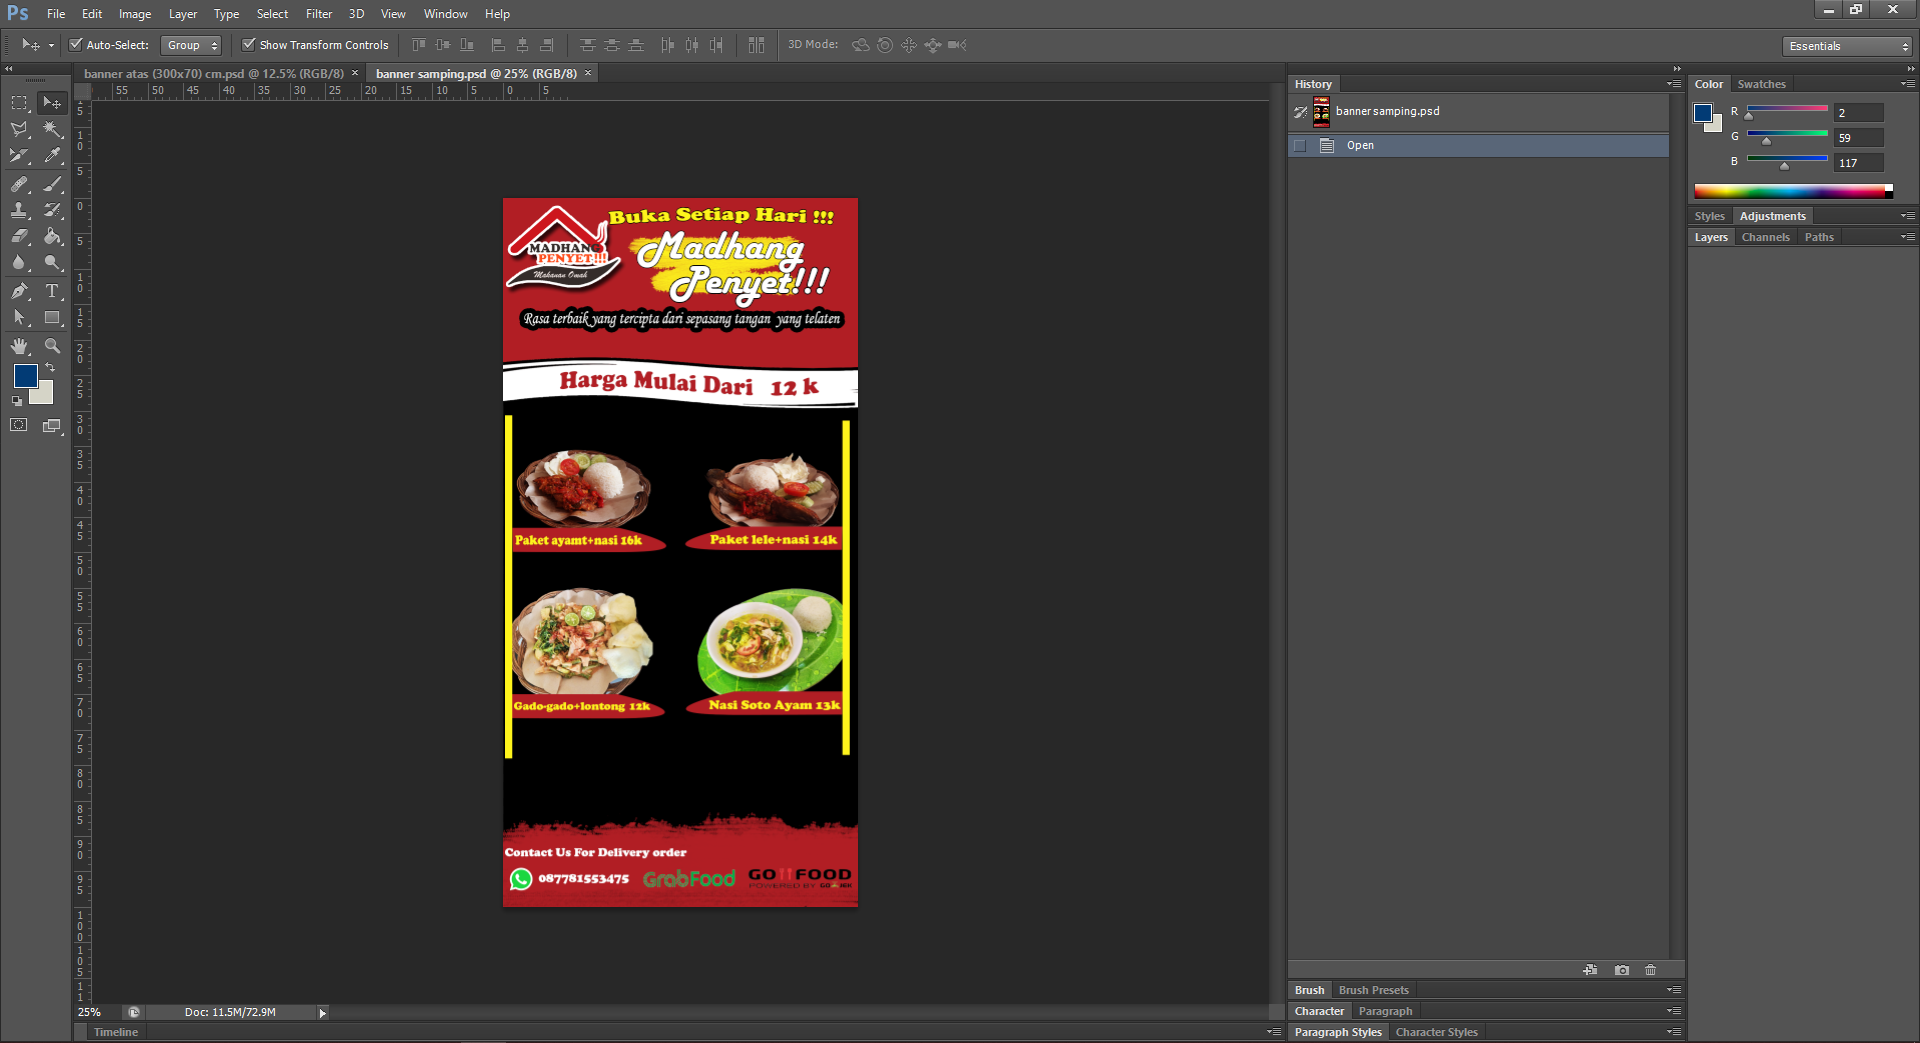 Ps File Edit Image Layer Type Select Filter 3D View Window Help
Auto-Select: Group Show Transform Controls 3D Mode: Essentials
banner atas (300x70) cm.psd @ 12.5% (RGB/8) × banner samping.psd @ 25% (RGB/8) ×
55 50 45 40 35 30 25 20 15 10 5 0 5
Buka Setiap Hari !!!
MADHANG
PENYET!!!
Makanan Omah
Madhang
Penyet!!!
Rasa terbaik yang tercipta dari sepasang tangan yang telaten
Harga Mulai Dari 12 k
Paket ayamt+nasi 16k
Paket lele+nasi 14k
Gado-gado+lontong 12k
Nasi Soto Ayam 13k
Contact Us For Delivery order
087781553475
GrabFood
GO FOOD
POWERED BY GO JEK
25% Doc: 11.5M/72.9M
Timeline
History
banner samping.psd
Open
Brush Brush Presets
Character Paragraph
Paragraph Styles Character Styles
Color Swatches
R 2
G 59
B 117
Styles Adjustments
Layers Channels Paths